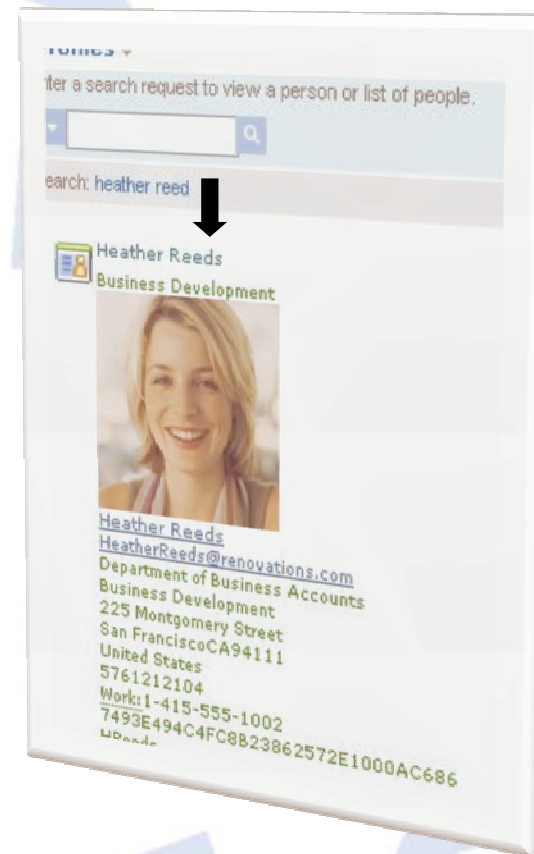 ter a search request to view a person or list of people.
earch: heather reed
Heather Reeds
Business Development
Heather Reeds
HeatherReeds@renovations.com
Department of Business Accounts
Business Development
225 Montgomery Street
San FranciscoCA94111
United States
5761212104
Work:1-415-555-1002
7493E494C4FC8B23862572E1000AC686
HReeds